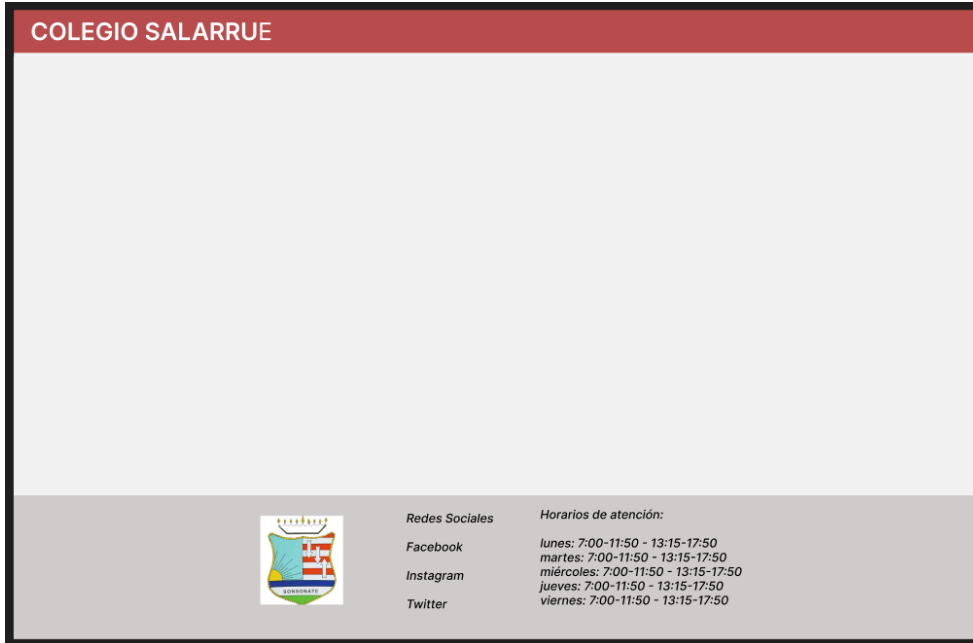 COLEGIO SALARRUE
SONSONATE
Redes Sociales
Facebook
Instagram
Twitter
Horarios de atención:
lunes: 7:00-11:50 - 13:15-17:50
martes: 7:00-11:50 - 13:15-17:50
miércoles: 7:00-11:50 - 13:15-17:50
jueves: 7:00-11:50 - 13:15-17:50
viernes: 7:00-11:50 - 13:15-17:50